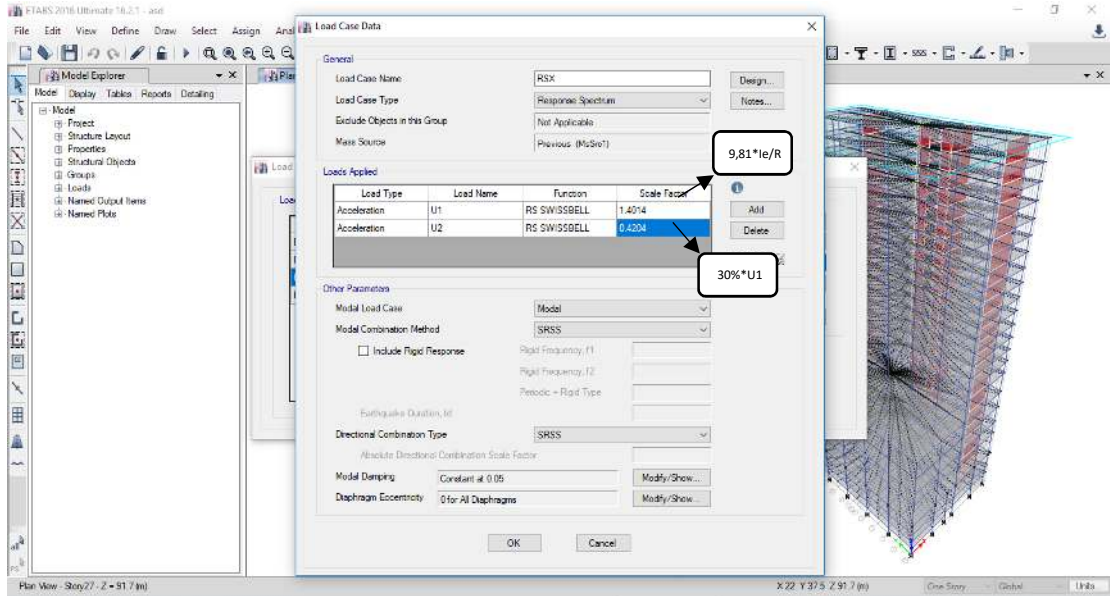 ETABS 2016 Ultimate 16.2.1 - asd
File Edit View Define Draw Select Assign Anal
Load Case Data
Model Explorer
Model Display Tables Reports Detailing
Model
Project
Structure Layout
Properties
Structural Objects
Groups
Loads
Named Output Items
Named Plots
Plan
Load
Loa
General
Load Case Name RSX Design...
Load Case Type Response Spectrum Notes...
Exclude Objects in this Group Not Applicable
Mass Source Previous (MsSrc1)
9,81*Ie/R
Loads Applied
Load Type Load Name Function Scale Factor
Acceleration U1 RS SWISSBELL 1.4014 Add
Acceleration U2 RS SWISSBELL 0.4204 Delete
30%*U1
Other Parameters
Modal Load Case Modal
Modal Combination Method SRSS
Include Rigid Response Rigid Frequency, f1
Rigid Frequency, f2
Periodic + Rigid Type
Earthquake Duration, td
Directional Combination Type SRSS
Absolute Directional Combination Scale Factor
Modal Damping Constant at 0.05 Modify/Show...
Diaphragm Eccentricity 0 for All Diaphragms Modify/Show...
OK Cancel
Plan View - Story27 - Z = 91.7 (m) X 22 Y 37.5 Z 91.7 (m) One Story Global Units